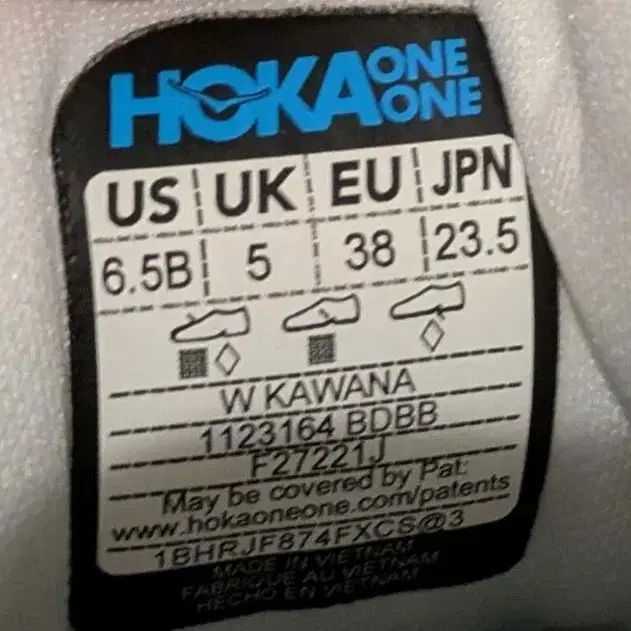 HOKA ONE ONE
US UK EU JPN
6.5B 5 38 23.5
W KAWANA
1123164 BDBB
F27221J
May be covered by Pat:
www.hokaoneone.com/patents
1BHRJF874FXCS@3
MADE IN VIETNAM
FABRIQUE AU VIETNAM
HECHO EN VIETNAM